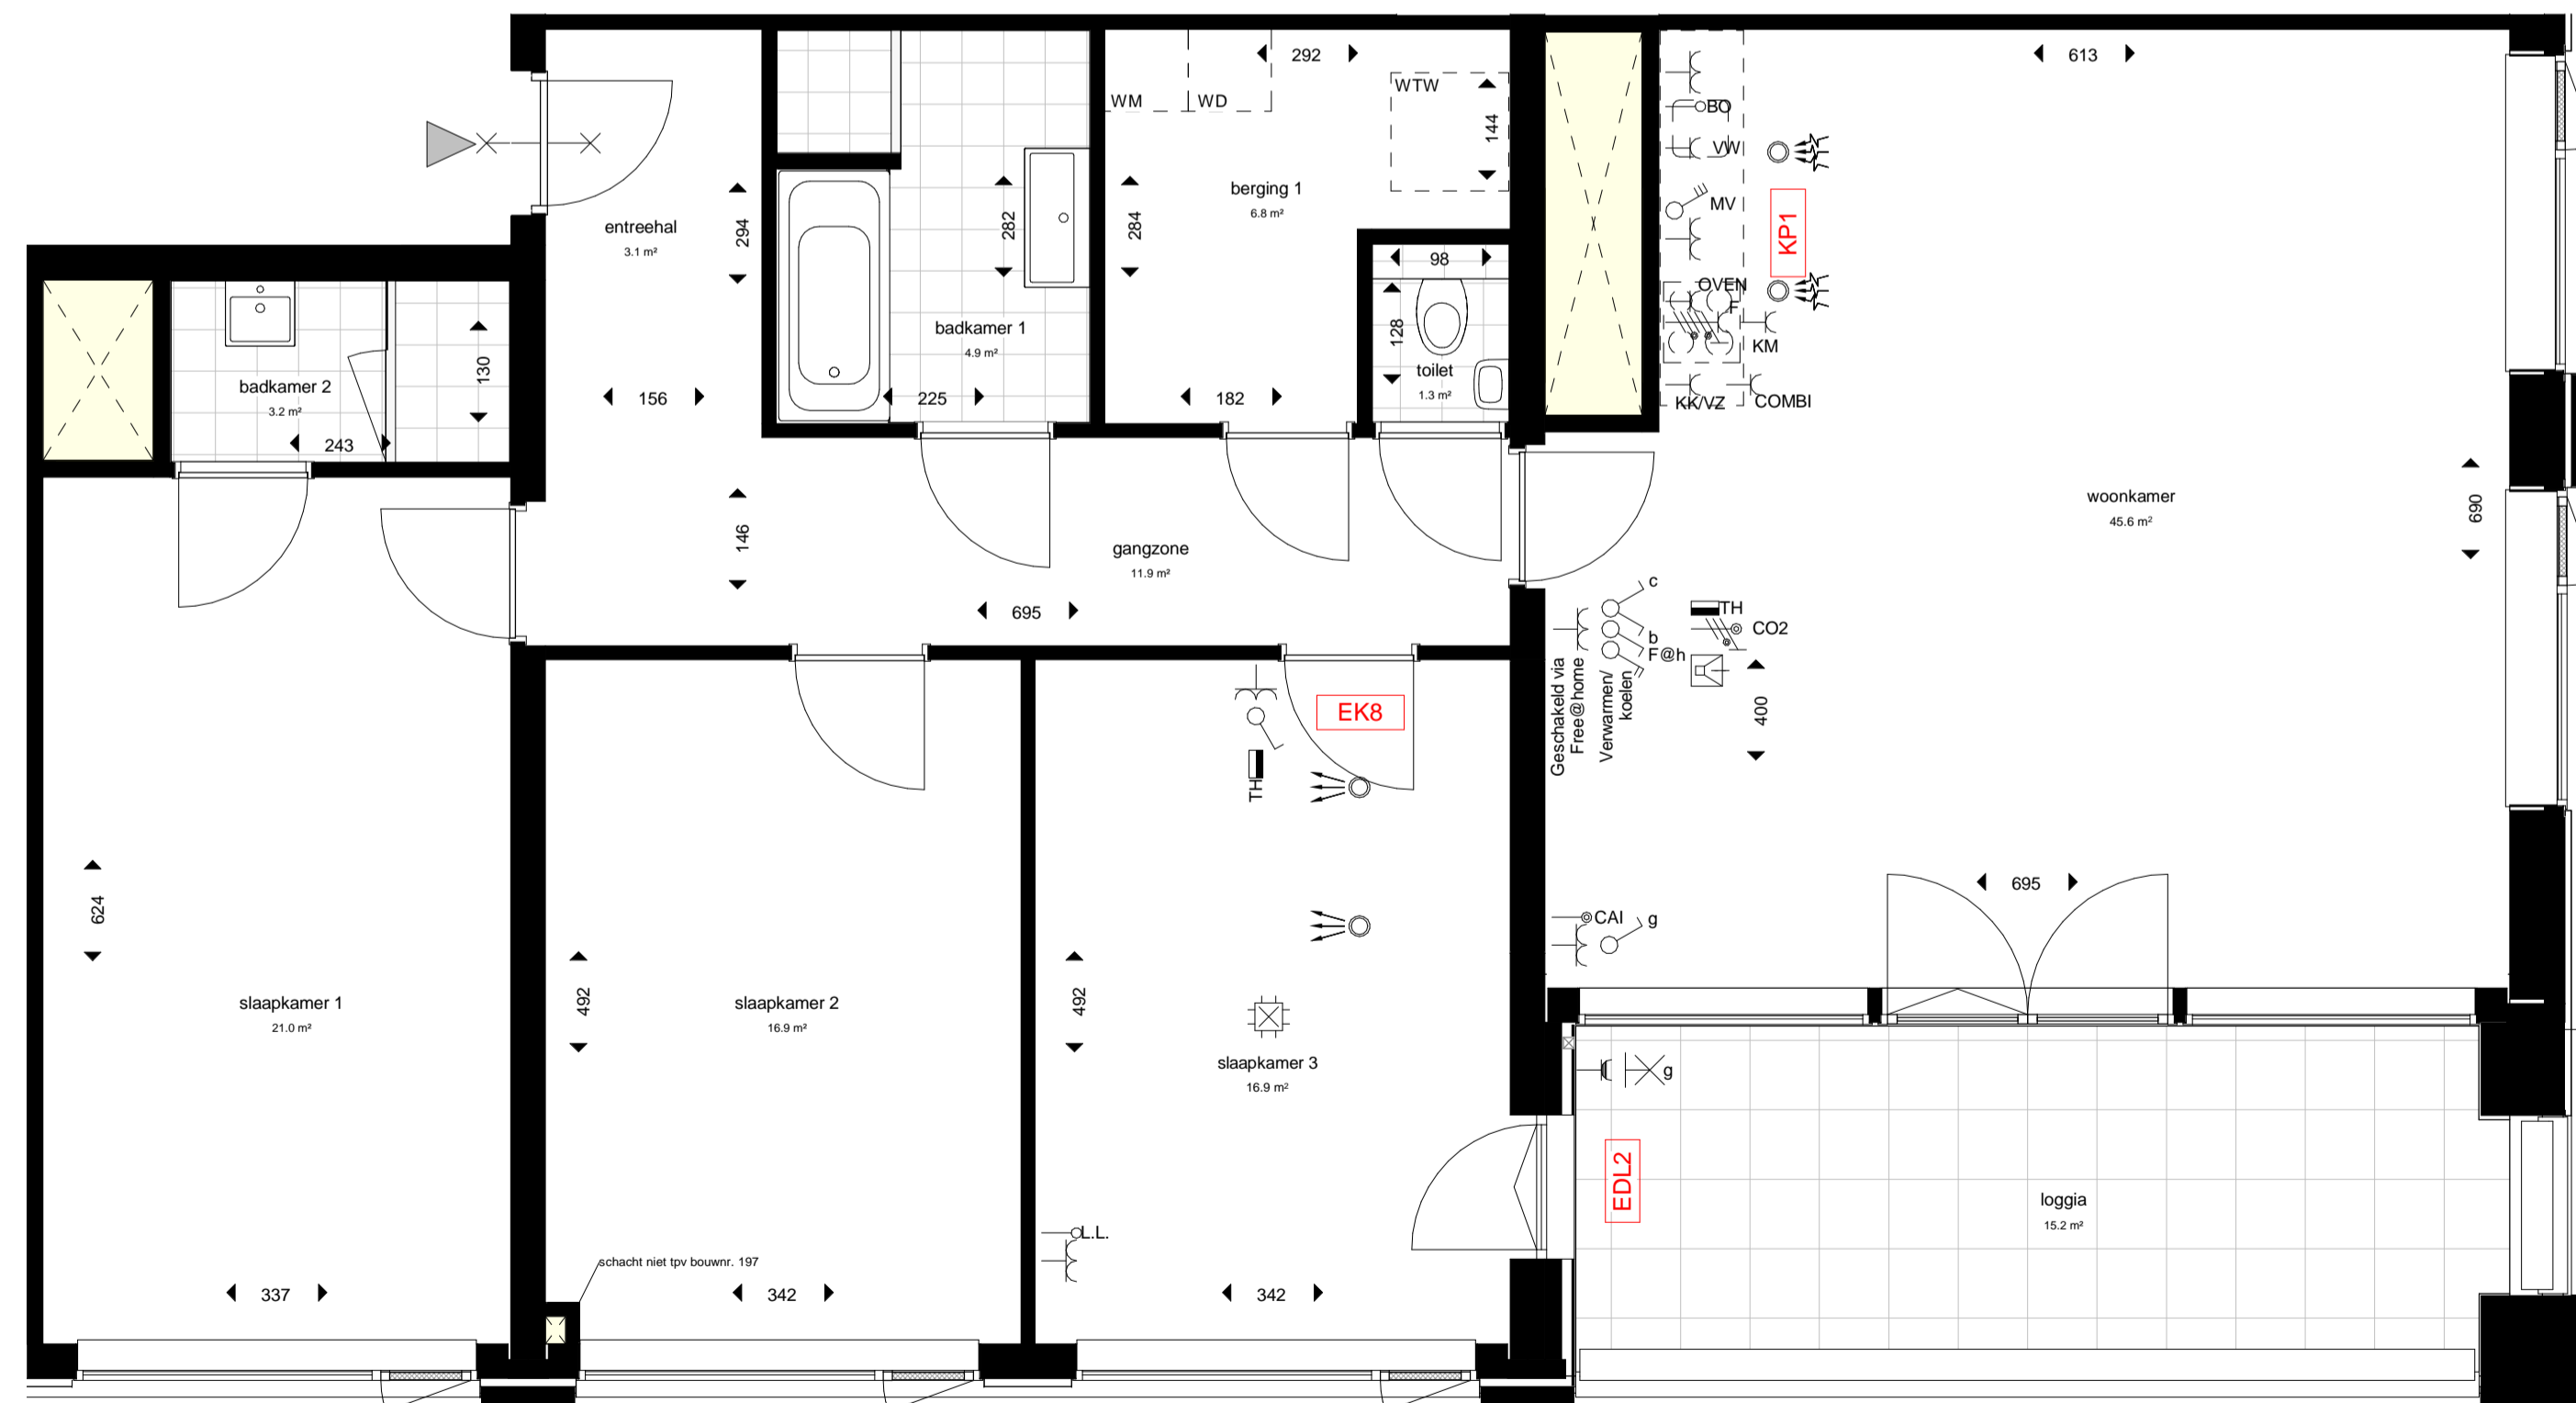 292
613
WM
WD
WTW
144
BO
VW
MV
KP1
berging 1
6.8 m²
entreehal
3.1 m²
294
282
284
98
128
OVEN
F
KM
badkamer 1
4.9 m²
130
badkamer 2
3.2 m²
243
156
225
182
toilet
1.3 m²
KK/VZ
COMBI
woonkamer
45.6 m²
690
146
gangzone
11.9 m²
695
c
b
F@h
TH
CO2
Geschakeld via
Free@home
Verwarmen/
koelen
400
EK8
TH
624
695
CAI
g
492
492
slaapkamer 1
21.0 m²
slaapkamer 2
16.9 m²
slaapkamer 3
16.9 m²
g
EDL2
loggia
15.2 m²
L.L.
schacht niet tpv bouwnr. 197
337
342
342